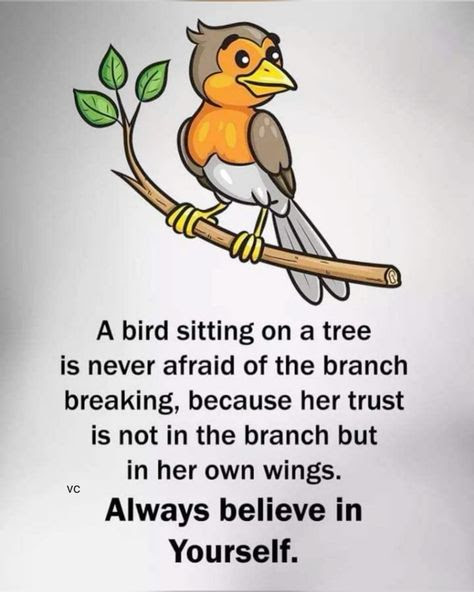 A bird sitting on a tree
is never afraid of the branch
breaking, because her trust
is not in the branch but
in her own wings.
VC
Always believe in
Yourself.